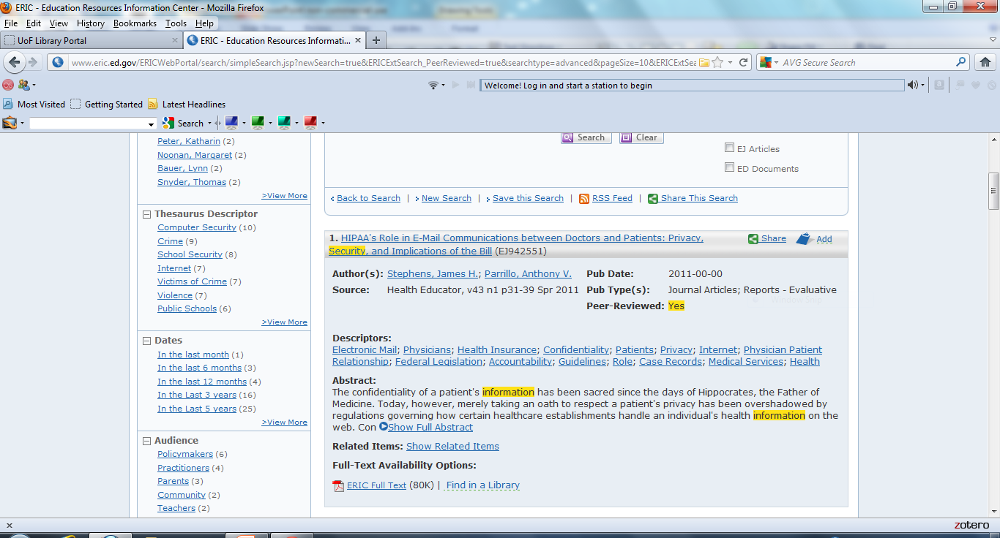 ERIC - Education Resources Information Center - Mozilla Firefox
File Edit View History Bookmarks Tools Help
UoF Library Portal
ERIC - Education Resources Informati...
www.eric.ed.gov/ERICWebPortal/search/simpleSearch.jsp?newSearch=true&ERICExtSearch_PeerReviewed=true&searchtype=advanced&pageSize=10&ERICExtSea
AVG Secure Search
Welcome! Log in and start a station to begin
Most Visited Getting Started Latest Headlines
Search
Peter, Katharin (2)
Noonan, Margaret (2)
Bauer, Lynn (2)
Snyder, Thomas (2)
>View More
Thesaurus Descriptor
Computer Security (10)
Crime (9)
School Security (8)
Internet (7)
Victims of Crime (7)
Violence (7)
Public Schools (6)
>View More
Dates
In the last month (1)
In the last 6 months (3)
In the last 12 months (4)
In the Last 3 years (16)
In the Last 5 years (25)
>View More
Audience
Policymakers (6)
Practitioners (4)
Parents (3)
Community (2)
Teachers (2)
Search Clear
EJ Articles
ED Documents
Back to Search | New Search | Save this Search | RSS Feed | Share This Search
1. HIPAA's Role in E-Mail Communications between Doctors and Patients: Privacy,
Security, and Implications of the Bill (EJ942551)
Share Add
Author(s): Stephens, James H.; Parrillo, Anthony V. Pub Date: 2011-00-00
Source: Health Educator, v43 n1 p31-39 Spr 2011 Pub Type(s): Journal Articles; Reports - Evaluative
Peer-Reviewed: Yes
Descriptors:
Electronic Mail; Physicians; Health Insurance; Confidentiality; Patients; Privacy; Internet; Physician Patient
Relationship; Federal Legislation; Accountability; Guidelines; Role; Case Records; Medical Services; Health
Abstract:
The confidentiality of a patient's information has been sacred since the days of Hippocrates, the Father of
Medicine. Today, however, merely taking an oath to respect a patient's privacy has been overshadowed by
regulations governing how certain healthcare establishments handle an individual's health information on the
web. Con Show Full Abstract
Related Items: Show Related Items
Full-Text Availability Options:
ERIC Full Text (80K) | Find in a Library
zotero